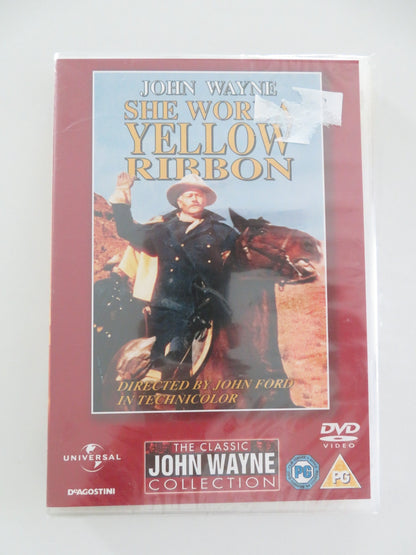 JOHN WAYNE
SHE WORE A
YELLOW
RIBBON
DIRECTED BY JOHN FORD
IN TECHNICOLOR
UNIVERSAL
DEAGOSTINI
THE CLASSIC
JOHN WAYNE
COLLECTION
DVD
VIDEO
PG
PG